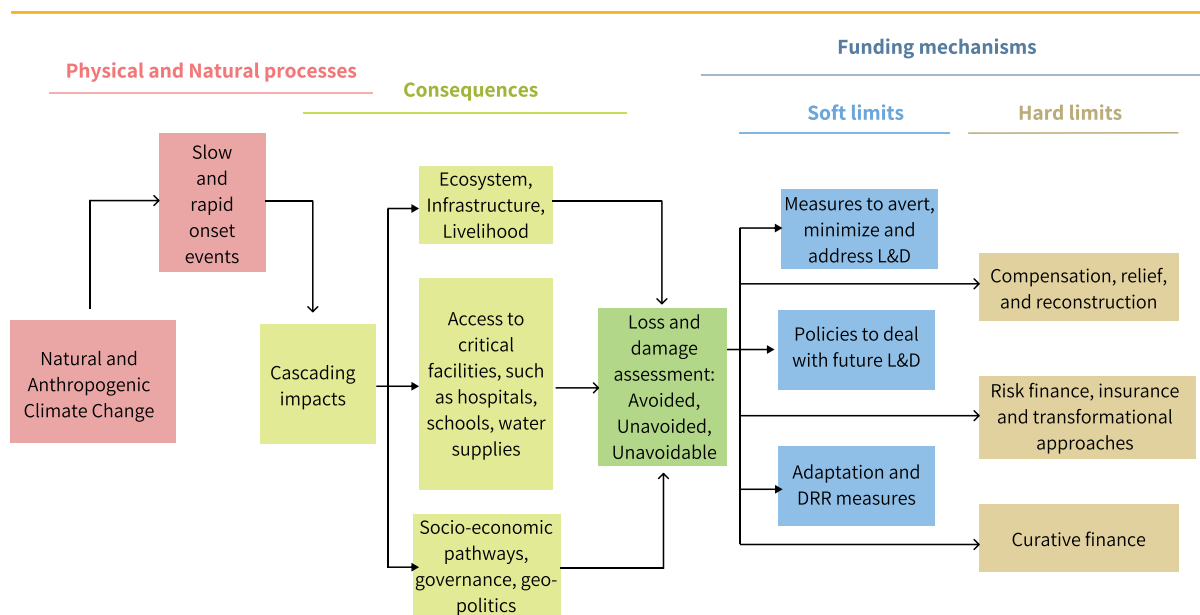 Funding mechanisms
Physical and Natural processes
Consequences
Soft limits
Hard limits
Slow
and
rapid
onset
events
Natural and
Anthropogenic
Climate Change
Cascading
impacts
Ecosystem,
Infrastructure,
Livelihood
Access to
critical
facilities, such
as hospitals,
schools, water
supplies
Socio-economic
pathways,
governance, geo-
politics
Loss and
damage
assessment:
Avoided,
Unavoided,
Unavoidable
Measures to avert,
minimize and
address L&D
Policies to deal
with future L&D
Adaptation and
DRR measures
Compensation, relief,
and reconstruction
Risk finance, insurance
and transformational
approaches
Curative finance